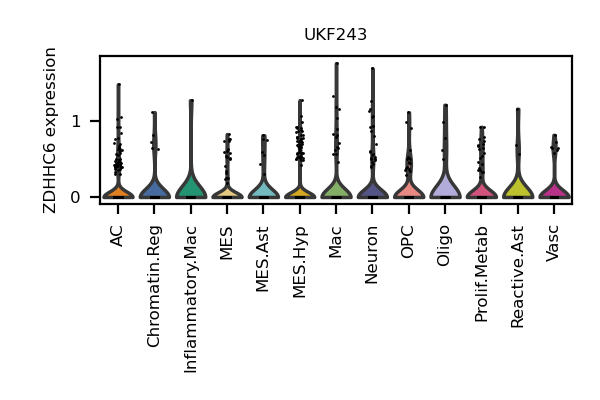 UKF243
ZDHHC6 expression
1
0
AC
Chromatin.Reg
Inflammatory.Mac
MES
MES.Ast
MES.Hyp
Mac
Neuron
OPC
Oligo
Prolif.Metab
Reactive.Ast
Vasc